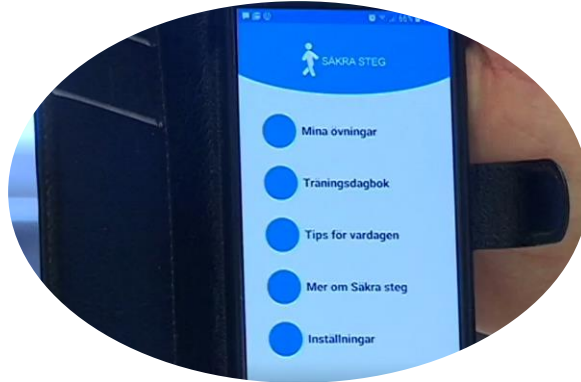 SÄKRA STEG
Mina övningar
Träningsdagbok
Tips för vardagen
Mer om Säkra steg
Inställningar